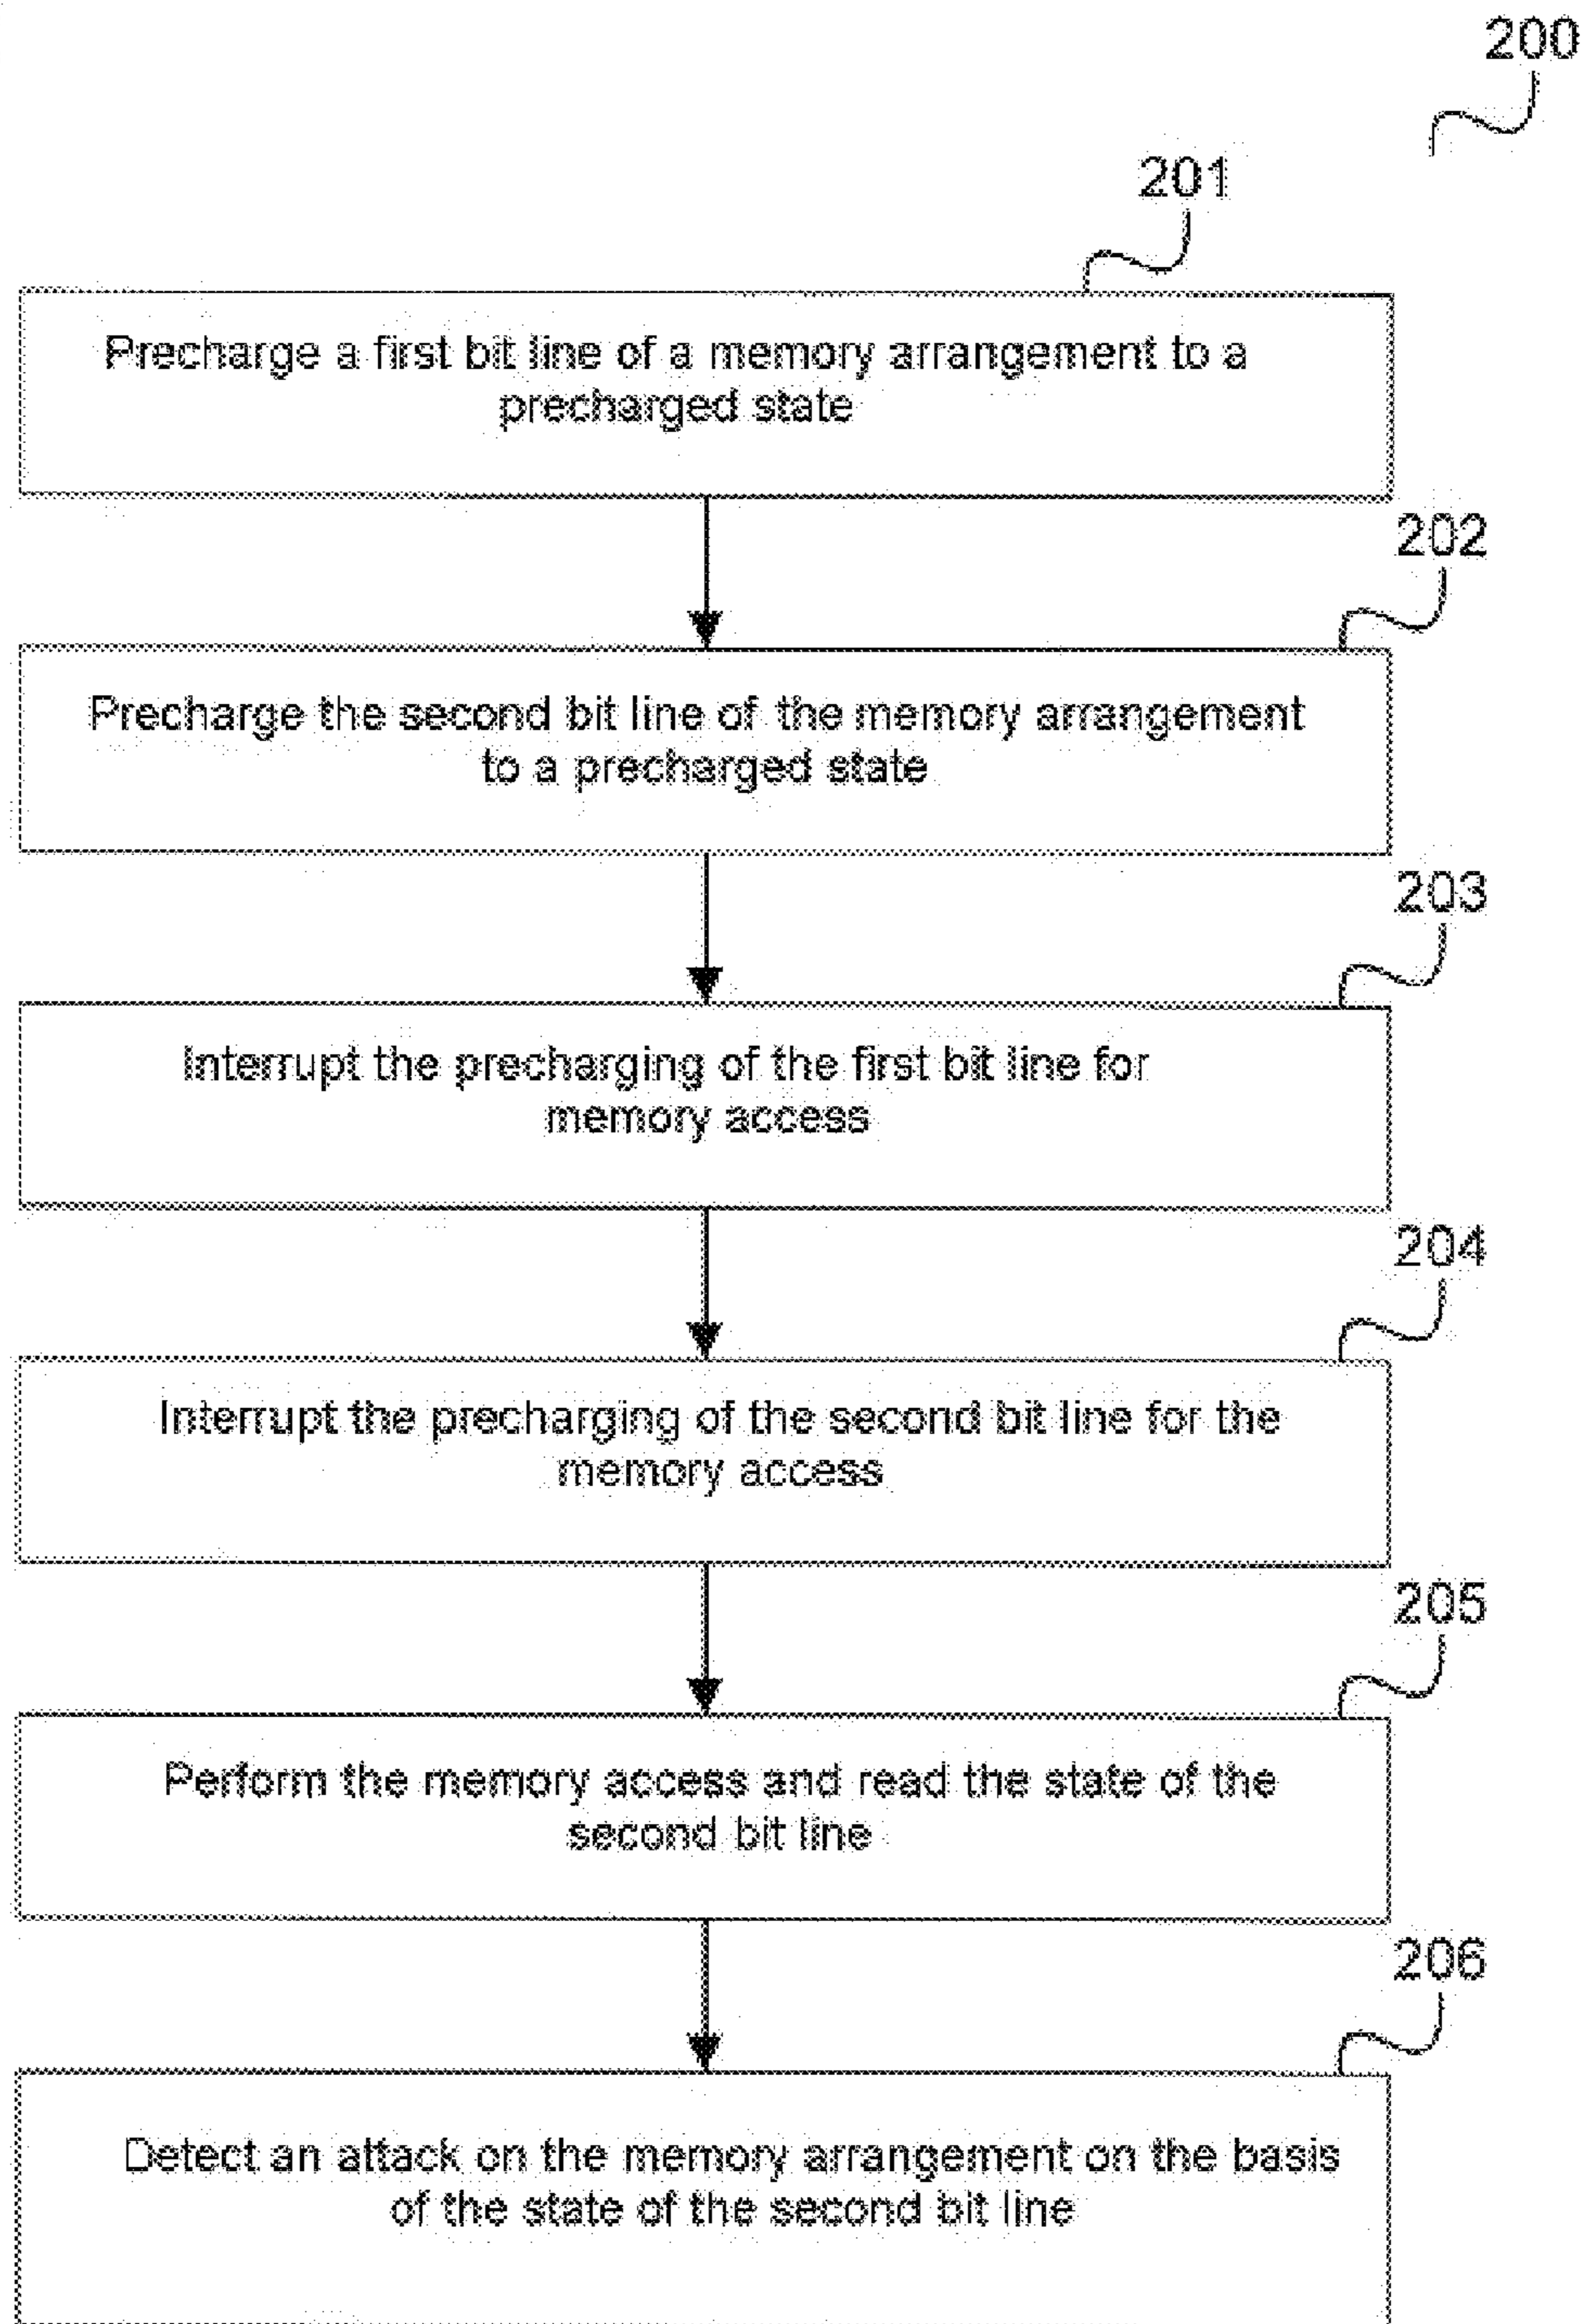 200
201
Precharge a first bit line of a memory arrangement to a
precharged state
202
Precharge the second bit line of the memory arrangement
to a precharged state
203
Interrupt the precharging of the first bit line for
memory access
204
Interrupt the precharging of the second bit line for the
memory access
205
Perform the memory access and read the state of the
second bit line
206
Detect an attack on the memory arrangement on the basis
of the state of the second bit line